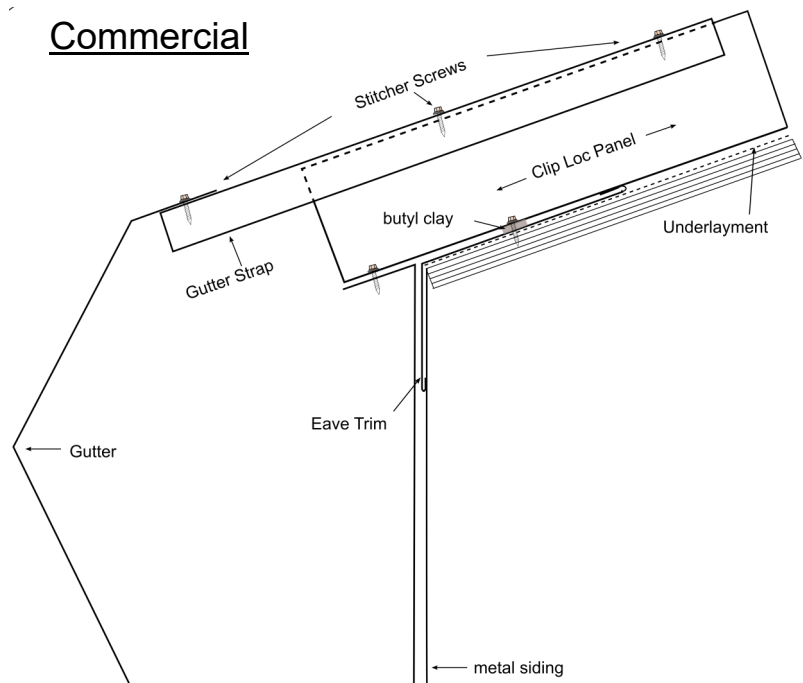 Commercial
Stitcher Screws
Clip Loc Panel
butyl clay
Underlayment
Gutter Strap
Eave Trim
Gutter
metal siding